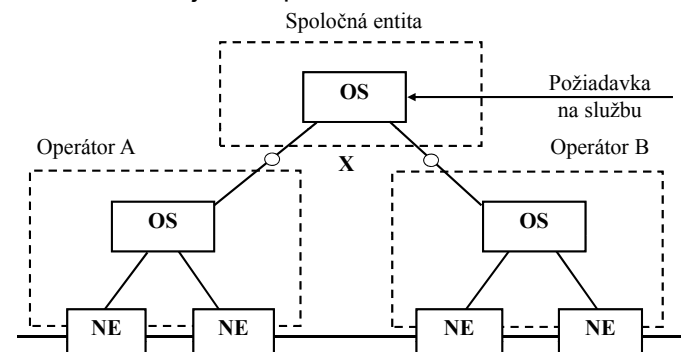 Spoločná entita
OS
Požiadavka
na službu
Operátor A
X
Operátor B
OS
OS
NE
NE
NE
NE